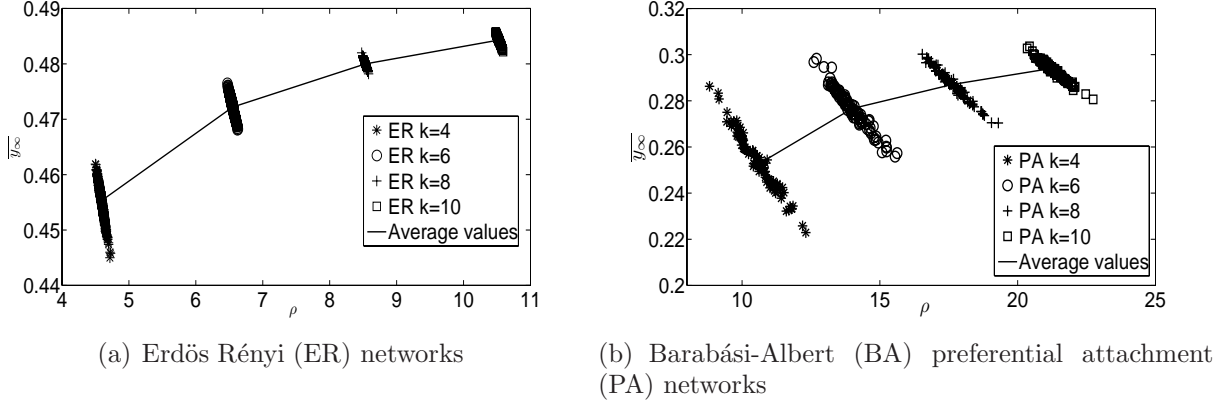 0.49
0.48
0.47
0.46
0.45
0.44
y∞
4 5 6 7 8 9 10 11
ρ
ER k=4
ER k=6
ER k=8
ER k=10
Average values
(a) Erdös Rényi (ER) networks
0.32
0.3
0.28
0.26
0.24
0.22
0.2
y∞
10 15 20 25
ρ
PA k=4
PA k=6
PA k=8
PA k=10
Average values
(b) Barabási-Albert (BA) preferential attachment
(PA) networks